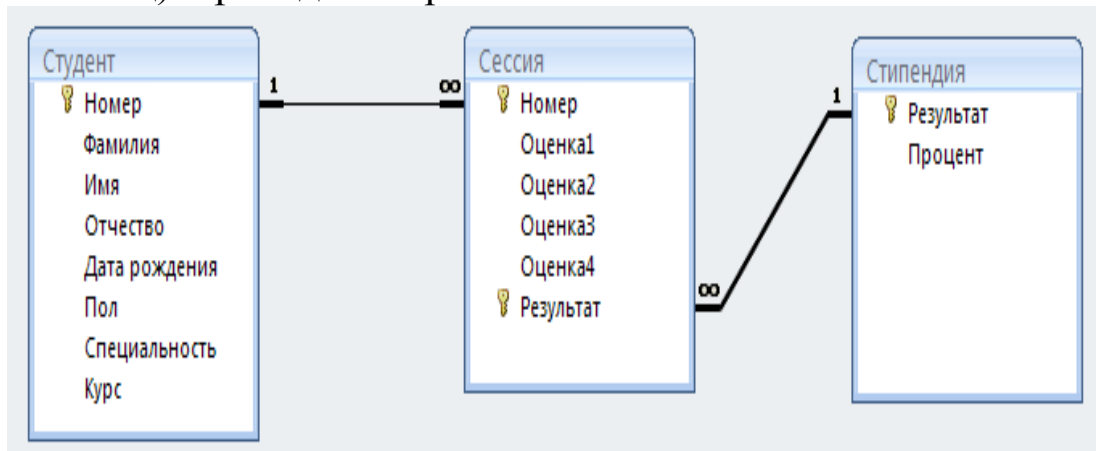 Студент
Номер
Фамилия
Имя
Отчество
Дата рождения
Пол
Специальность
Курс
1
∞
Сессия
Номер
Оценка1
Оценка2
Оценка3
Оценка4
Результат
∞
1
Стипендия
Результат
Процент